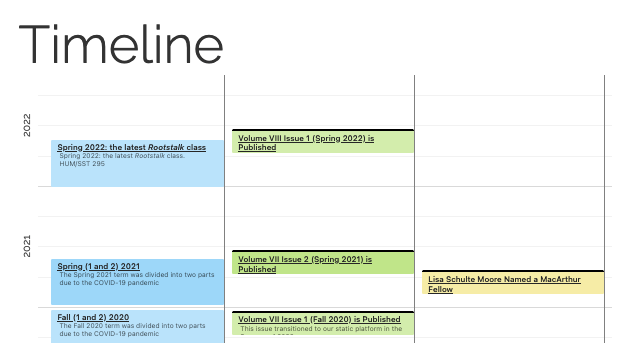 Timeline
2022
Spring 2022: the latest Rootstalk class
Spring 2022: the latest Rootstalk class.
HUM/SST 295
Volume VIII Issue 1 (Spring 2022) is
Published
2021
Spring (1 and 2) 2021
The Spring 2021 term was divided into two parts
due to the COVID-19 pandemic
Volume VII Issue 2 (Spring 2021) is
Published
Lisa Schulte Moore Named a MacArthur
Fellow
Fall (1 and 2) 2020
The Fall 2020 term was divided into two parts
due to the COVID-19 pandemic
Volume VII Issue 1 (Fall 2020) is Published
This issue transitioned to our static platform in the